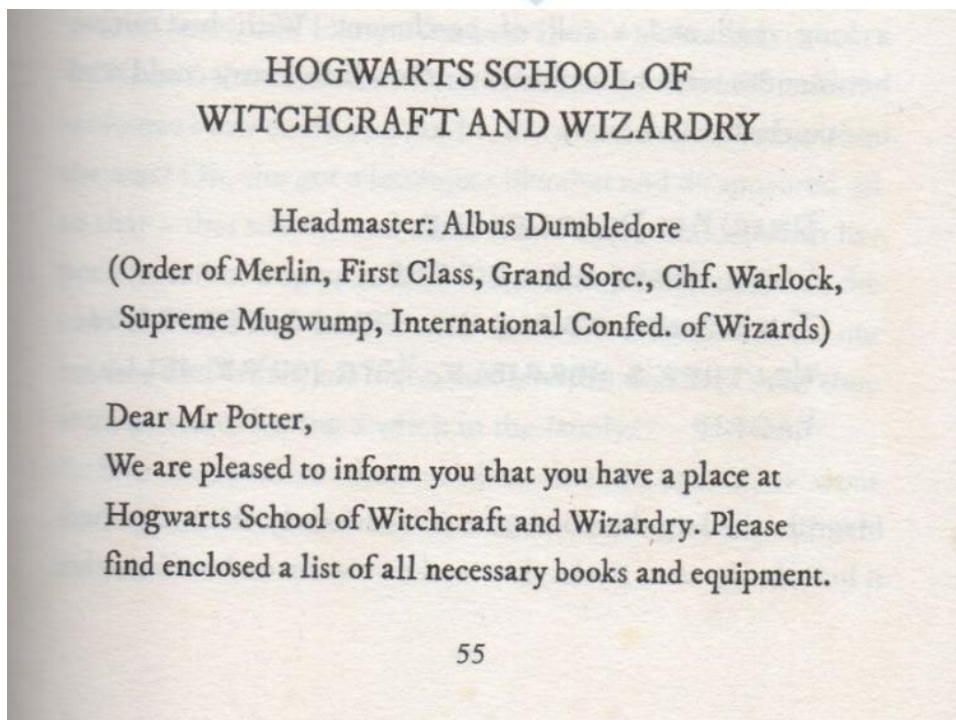 HOGWARTS SCHOOL OF
WITCHCRAFT AND WIZARDRY
Headmaster: Albus Dumbledore
(Order of Merlin, First Class, Grand Sorc., Chf. Warlock,
Supreme Mugwump, International Confed. of Wizards)
Dear Mr Potter,
We are pleased to inform you that you have a place at
Hogwarts School of Witchcraft and Wizardry. Please
find enclosed a list of all necessary books and equipment.
55